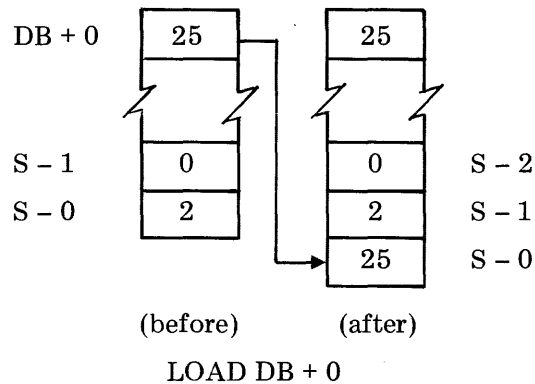 DB + 0 25 25
S – 1 0 0 S – 2
S – 0 2 2 S – 1
25 S – 0
(before) (after)
LOAD DB + 0